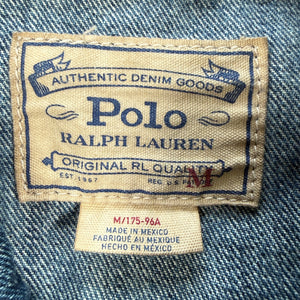 AUTHENTIC DENIM GOODS
Polo
RALPH LAUREN
ORIGINAL RL QUALITY
EST. 1967 REG. U.S.
M
M/175-96A
MADE IN MEXICO
FABRIQUÉ AU MEXIQUE
HECHO EN MÉXICO